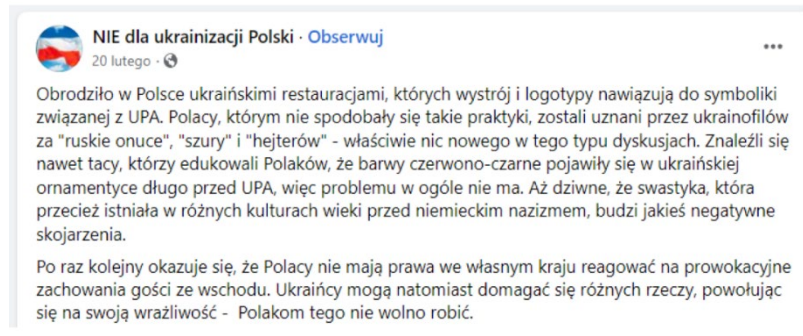 NIE dla ukrainizacji Polski · Obserwuj
20 lutego ·
Obrodziło w Polsce ukraińskimi restauracjami, których wystrój i logotypy nawiązują do symboliki
związanej z UPA. Polacy, którym nie spodobały się takie praktyki, zostali uznani przez ukrainofilów
za "ruskie onuce", "szury" i "hejterów" - właściwie nic nowego w tego typu dyskusjach. Znaleźli się
nawet tacy, którzy edukowali Polaków, że barwy czerwono-czarne pojawiły się w ukraińskiej
ornamentyce długo przed UPA, więc problemu w ogóle nie ma. Aż dziwne, że swastyka, która
przecież istniała w różnych kulturach wieki przed niemieckim nazizmem, budzi jakieś negatywne
skojarzenia.
Po raz kolejny okazuje się, że Polacy nie mają prawa we własnym kraju reagować na prowokacyjne
zachowania gości ze wschodu. Ukraińcy mogą natomiast domagać się różnych rzeczy, powołując
się na swoją wrażliwość - Polakom tego nie wolno robić.